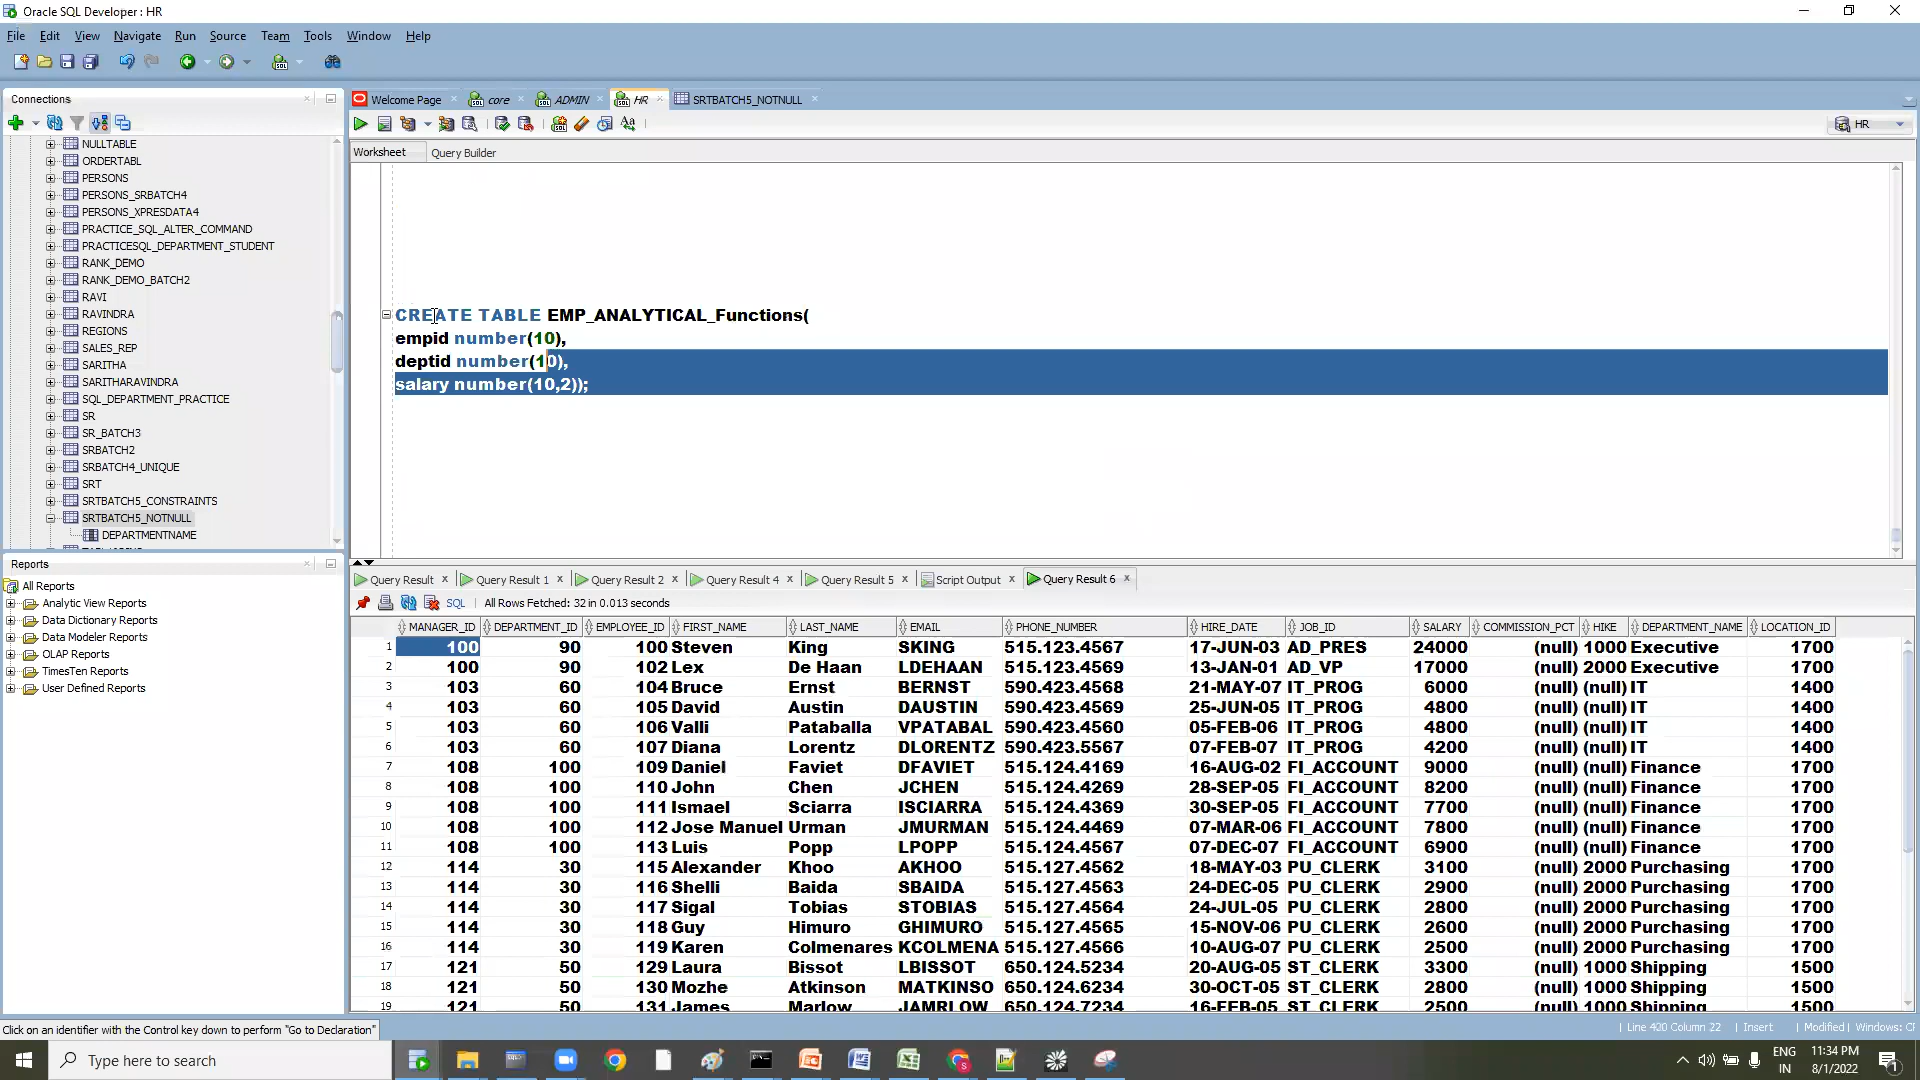 Oracle SQL Developer : HR
File Edit View Navigate Run Source Team Tools Window Help
Connections
Welcome Page core ADMIN HR SRTBATCH5_NOTNULL
HR
Worksheet Query Builder
NULLTABLE
ORDERTABL
PERSONS
PERSONS_SRBATCH4
PERSONS_XPRESDATA4
PRACTICE_SQL_ALTER_COMMAND
PRACTICESQL_DEPARTMENT_STUDENT
RANK_DEMO
RANK_DEMO_BATCH2
RAVI
RAVINDRA
REGIONS
SALES_REP
SARITHA
SARITHARAVINDRA
SQL_DEPARTMENT_PRACTICE
SR
SR_BATCH3
SRBATCH2
SRBATCH4_UNIQUE
SRT
SRTBATCH5_CONSTRAINTS
SRTBATCH5_NOTNULL
DEPARTMENTNAME
CREATE TABLE EMP_ANALYTICAL_Functions(
empid number(10),
deptid number(10),
salary number(10,2));
Reports
All Reports
Analytic View Reports
Data Dictionary Reports
Data Modeler Reports
OLAP Reports
TimesTen Reports
User Defined Reports
Query Result Query Result 1 Query Result 2 Query Result 4 Query Result 5 Script Output Query Result 6
SQL All Rows Fetched: 32 in 0.013 seconds
MANAGER_ID DEPARTMENT_ID EMPLOYEE_ID FIRST_NAME LAST_NAME EMAIL PHONE_NUMBER HIRE_DATE JOB_ID SALARY COMMISSION_PCT HIKE DEPARTMENT_NAME LOCATION_ID
1 100 90 100 Steven King SKING 515.123.4567 17-JUN-03 AD_PRES 24000 (null) 1000 Executive 1700
2 100 90 102 Lex De Haan LDEHAAN 515.123.4569 13-JAN-01 AD_VP 17000 (null) 2000 Executive 1700
3 103 60 104 Bruce Ernst BERNST 590.423.4568 21-MAY-07 IT_PROG 6000 (null) (null) IT 1400
4 103 60 105 David Austin DAUSTIN 590.423.4569 25-JUN-05 IT_PROG 4800 (null) (null) IT 1400
5 103 60 106 Valli Pataballa VPATABAL 590.423.4560 05-FEB-06 IT_PROG 4800 (null) (null) IT 1400
6 103 60 107 Diana Lorentz DLORENTZ 590.423.5567 07-FEB-07 IT_PROG 4200 (null) (null) IT 1400
7 108 100 109 Daniel Faviet DFAVIET 515.124.4169 16-AUG-02 FI_ACCOUNT 9000 (null) (null) Finance 1700
8 108 100 110 John Chen JCHEN 515.124.4269 28-SEP-05 FI_ACCOUNT 8200 (null) (null) Finance 1700
9 108 100 111 Ismael Sciarra ISCIARRA 515.124.4369 30-SEP-05 FI_ACCOUNT 7700 (null) (null) Finance 1700
10 108 100 112 Jose Manuel Urman JMURMAN 515.124.4469 07-MAR-06 FI_ACCOUNT 7800 (null) (null) Finance 1700
11 108 100 113 Luis Popp LPOPP 515.124.4567 07-DEC-07 FI_ACCOUNT 6900 (null) (null) Finance 1700
12 114 30 115 Alexander Khoo AKHOO 515.127.4562 18-MAY-03 PU_CLERK 3100 (null) 2000 Purchasing 1700
13 114 30 116 Shelli Baida SBAIDA 515.127.4563 24-DEC-05 PU_CLERK 2900 (null) 2000 Purchasing 1700
14 114 30 117 Sigal Tobias STOBIAS 515.127.4564 24-JUL-05 PU_CLERK 2800 (null) 2000 Purchasing 1700
15 114 30 118 Guy Himuro GHIMURO 515.127.4565 15-NOV-06 PU_CLERK 2600 (null) 2000 Purchasing 1700
16 114 30 119 Karen Colmenares KCOLMENA 515.127.4566 10-AUG-07 PU_CLERK 2500 (null) 2000 Purchasing 1700
17 121 50 129 Laura Bissot LBISSOT 650.124.5234 20-AUG-05 ST_CLERK 3300 (null) 1000 Shipping 1500
18 121 50 130 Mozhe Atkinson MATKINSO 650.124.6234 30-OCT-05 ST_CLERK 2800 (null) 1000 Shipping 1500
19 121 50 131 James Marlow JAMRLOW 650.124.7234 16-FEB-05 ST_CLERK 2500 (null) 1000 Shipping 1500
Click on an identifier with the Control key down to perform "Go to Declaration"
Line 420 Column 22 Insert Modified Windows: CF
Type here to search
ENG
IN
11:34 PM
8/1/2022